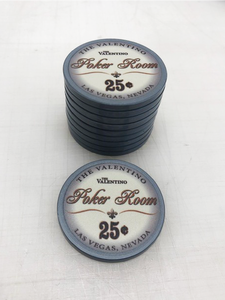 THE VALENTINO
THE
VALENTINO
Poker Room
25¢
LAS VEGAS, NEVADA
THE VALENTINO
THE
VALENTINO
Poker Room
25¢
LAS VEGAS, NEVADA